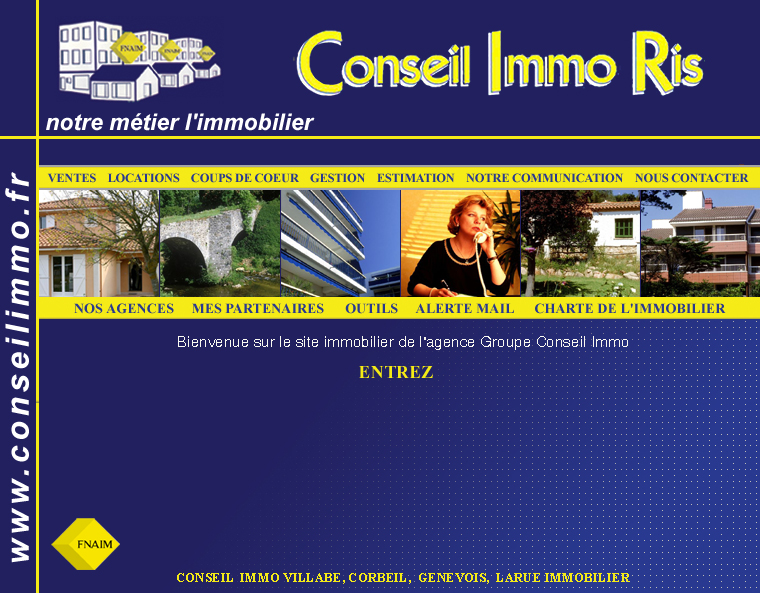 FNAIM FNAIM FNAIM
Conseil Immo Ris
notre métier l'immobilier
www.conseilimmo.fr
VENTES LOCATIONS COUPS DE COEUR GESTION ESTIMATION NOTRE COMMUNICATION NOUS CONTACTER
NOS AGENCES MES PARTENAIRES OUTILS ALERTE MAIL CHARTE DE L'IMMOBILIER
Bienvenue sur le site immobilier de l'agence Groupe Conseil Immo
ENTREZ
FNAIM
CONSEIL IMMO VILLABE, CORBEIL, GENEVOIS, LARUE IMMOBILIER